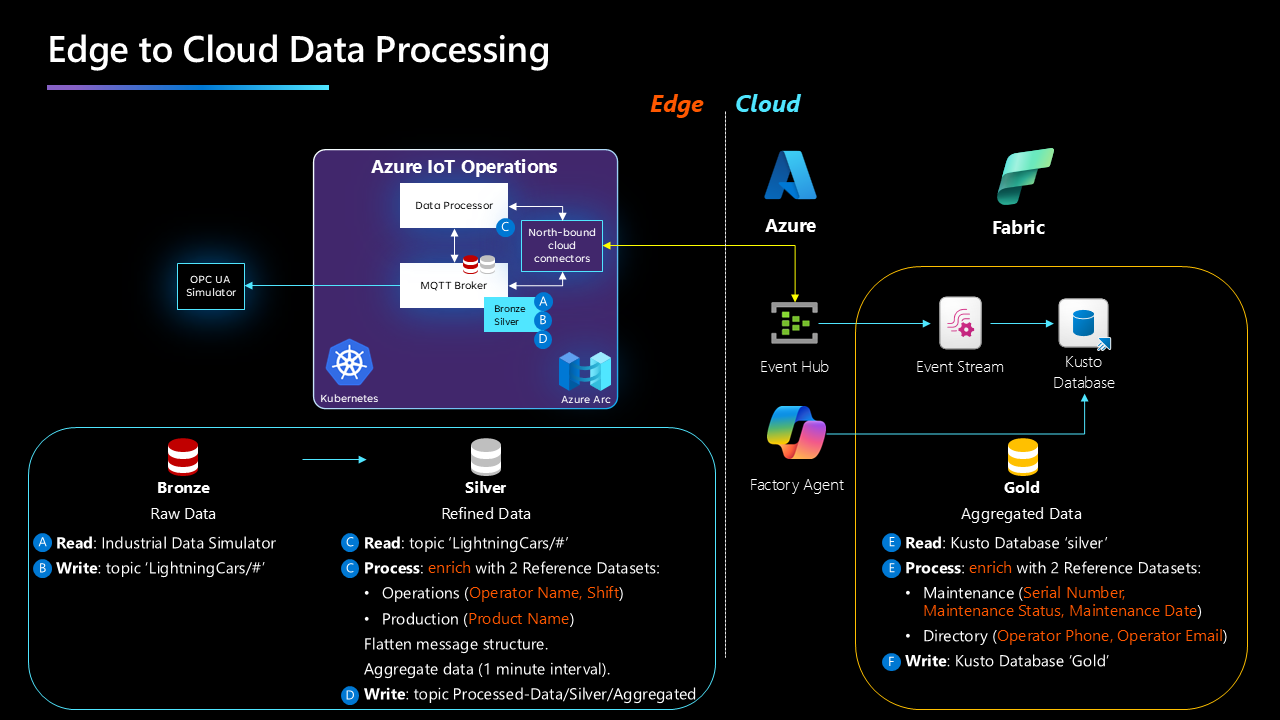 Edge to Cloud Data Processing
Edge
Cloud
Azure IoT Operations
Data Processor
C
North-bound
cloud
connectors
OPC UA
Simulator
MQTT Broker
Bronze
Silver
A
B
D
Kubernetes
Azure Arc
Azure
Fabric
Event Hub
Event Stream
Kusto
Database
Factory Agent
Bronze
Raw Data
A Read: Industrial Data Simulator
B Write: topic ‘LightningCars/#’
Silver
Refined Data
C Read: topic ‘LightningCars/#’
C Process: enrich with 2 Reference Datasets:
• Operations (Operator Name, Shift)
• Production (Product Name)
Flatten message structure.
Aggregate data (1 minute interval).
D Write: topic Processed-Data/Silver/Aggregated
Gold
Aggregated Data
E Read: Kusto Database ‘silver’
E Process: enrich with 2 Reference Datasets:
• Maintenance (Serial Number,
Maintenance Status, Maintenance Date)
• Directory (Operator Phone, Operator Email)
F Write: Kusto Database ‘Gold’